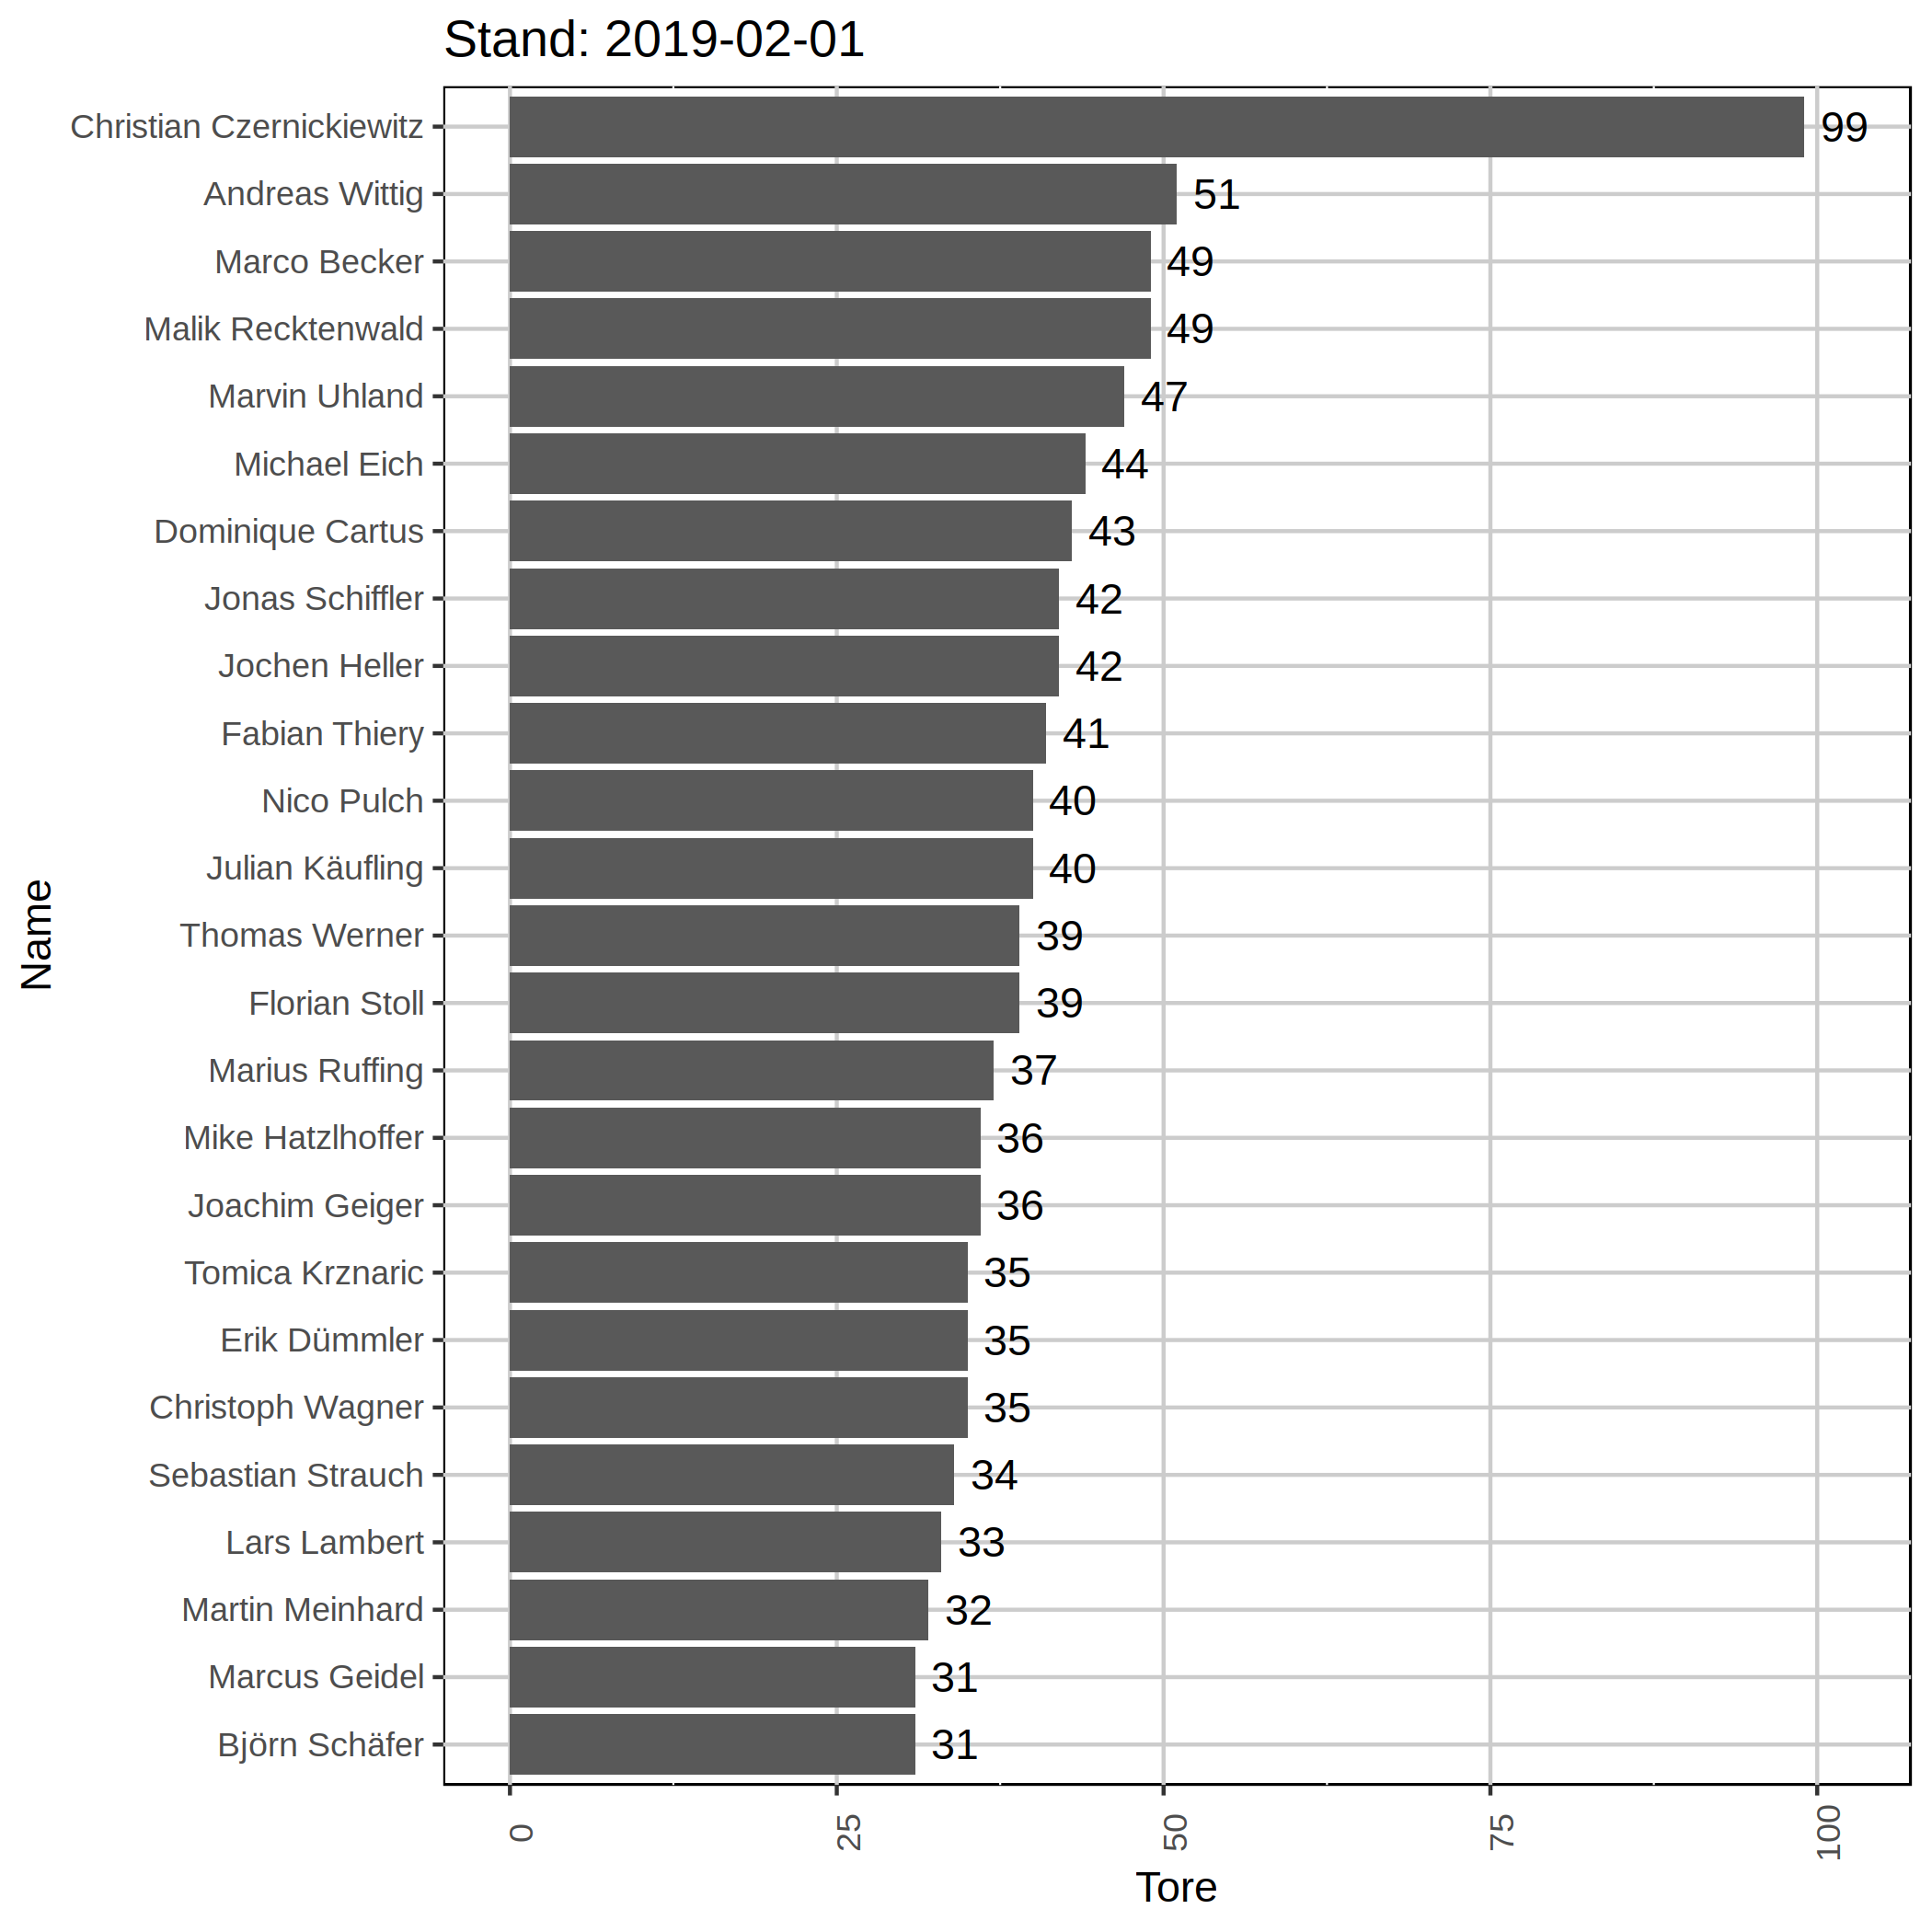 Stand: 2019-02-01
Christian Czernickiewitz 99
Andreas Wittig 51
Marco Becker 49
Malik Recktenwald 49
Marvin Uhland 47
Michael Eich 44
Dominique Cartus 43
Jonas Schiffler 42
Jochen Heller 42
Fabian Thiery 41
Nico Pulch 40
Julian Käufling 40
Thomas Werner 39
Florian Stoll 39
Marius Ruffing 37
Mike Hatzlhoffer 36
Joachim Geiger 36
Tomica Krznaric 35
Erik Dümmler 35
Christoph Wagner 35
Sebastian Strauch 34
Lars Lambert 33
Martin Meinhard 32
Marcus Geidel 31
Björn Schäfer 31
Name
0 25 50 75 100
Tore